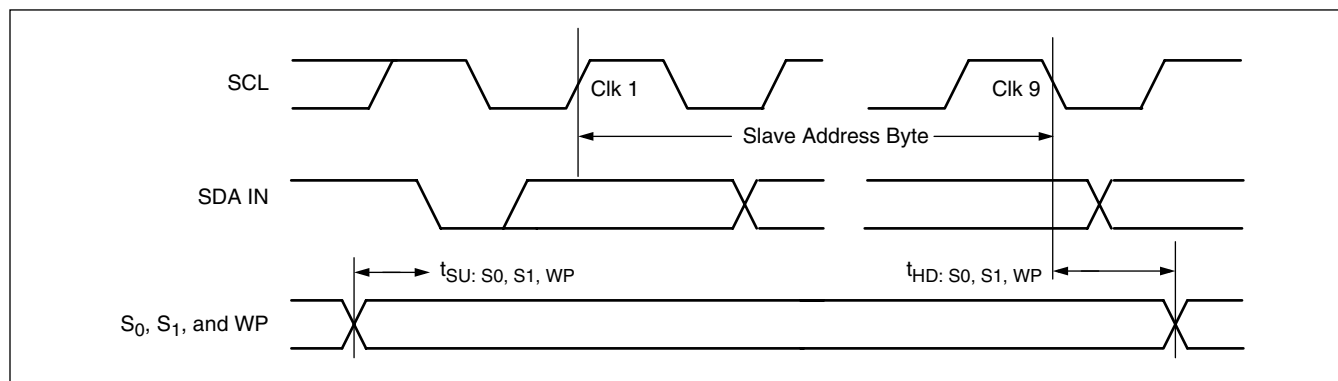 SCL
Clk 1
Clk 9
Slave Address Byte
SDA IN
tSU: S0, S1, WP
tHD: S0, S1, WP
S0, S1, and WP